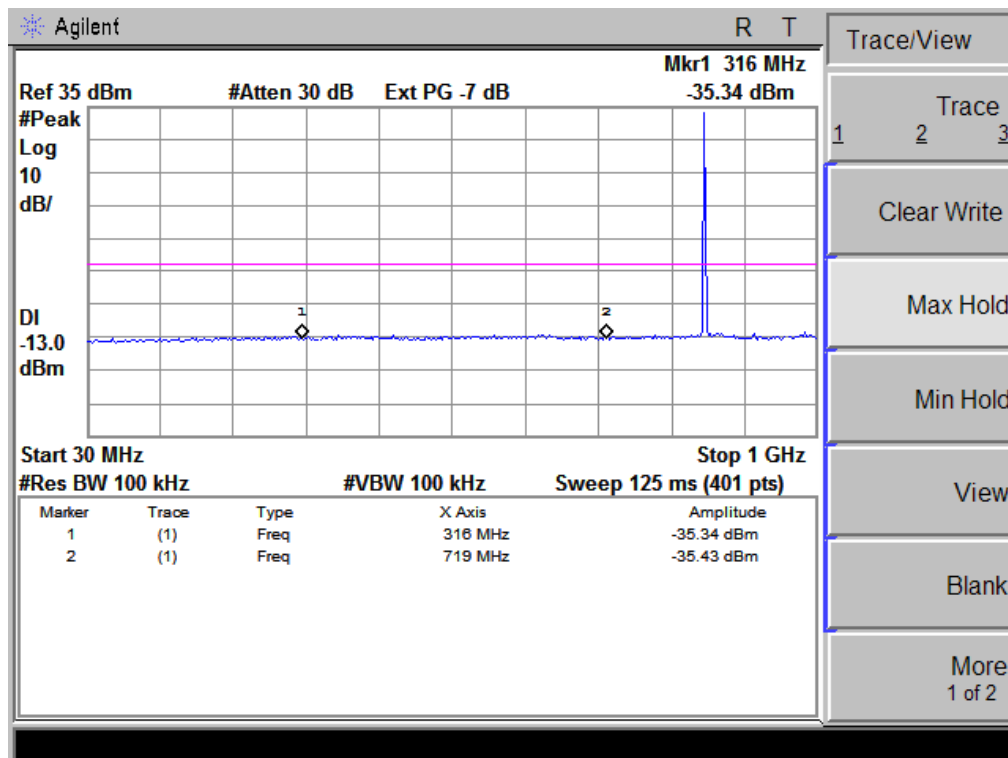 Agilent R T
Mkr1 316 MHz
Ref 35 dBm #Atten 30 dB Ext PG -7 dB -35.34 dBm
#Peak
Log
10
dB/
1 2
DI
-13.0
dBm
Start 30 MHz Stop 1 GHz
#Res BW 100 kHz #VBW 100 kHz Sweep 125 ms (401 pts)
Marker Trace Type X Axis Amplitude
1 (1) Freq 316 MHz -35.34 dBm
2 (1) Freq 719 MHz -35.43 dBm
Trace/View
Trace
1 2 3
Clear Write
Max Hold
Min Hold
View
Blank
More
1 of 2